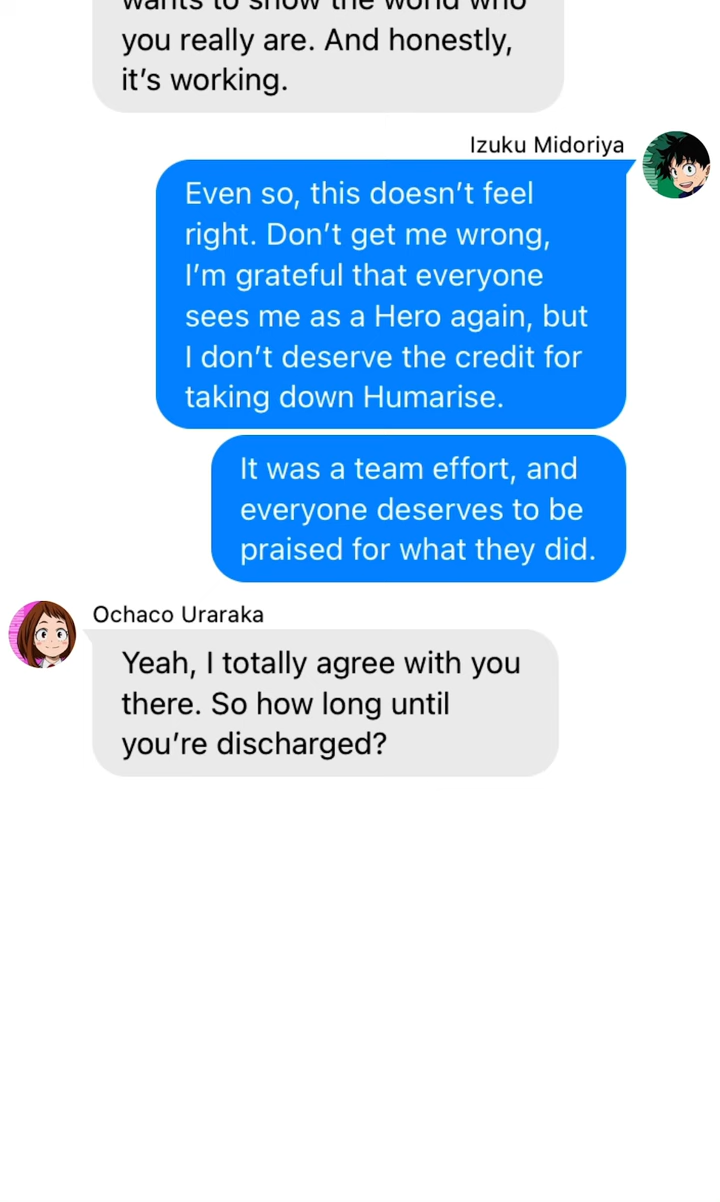 wants to show the world who
you really are. And honestly,
it's working.
Izuku Midoriya
Even so, this doesn't feel
right. Don't get me wrong,
I'm grateful that everyone
sees me as a Hero again, but
I don't deserve the credit for
taking down Humarise.
It was a team effort, and
everyone deserves to be
praised for what they did.
Ochaco Uraraka
Yeah, I totally agree with you
there. So how long until
you're discharged?